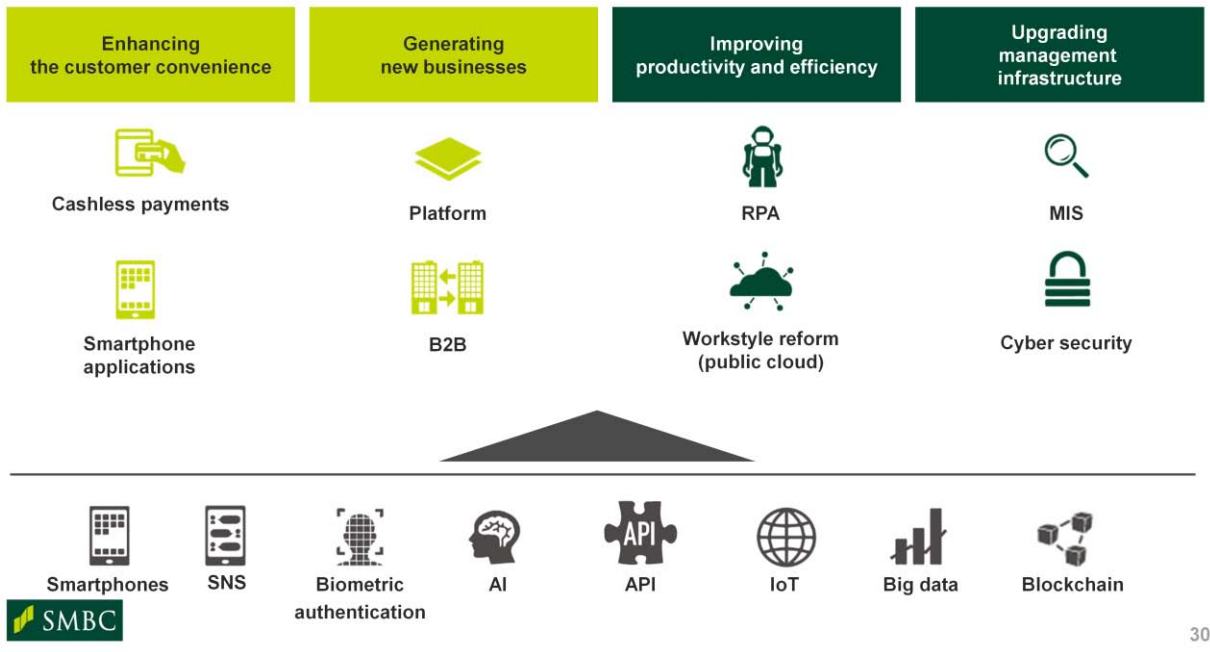 Enhancing
the customer convenience
Generating
new businesses
Improving
productivity and efficiency
Upgrading
management
infrastructure
Cashless payments
Platform
RPA
MIS
Smartphone
applications
B2B
Workstyle reform
(public cloud)
Cyber security
API
Smartphones
SNS
Biometric
authentication
AI
API
IoT
Big data
Blockchain
SMBC
30